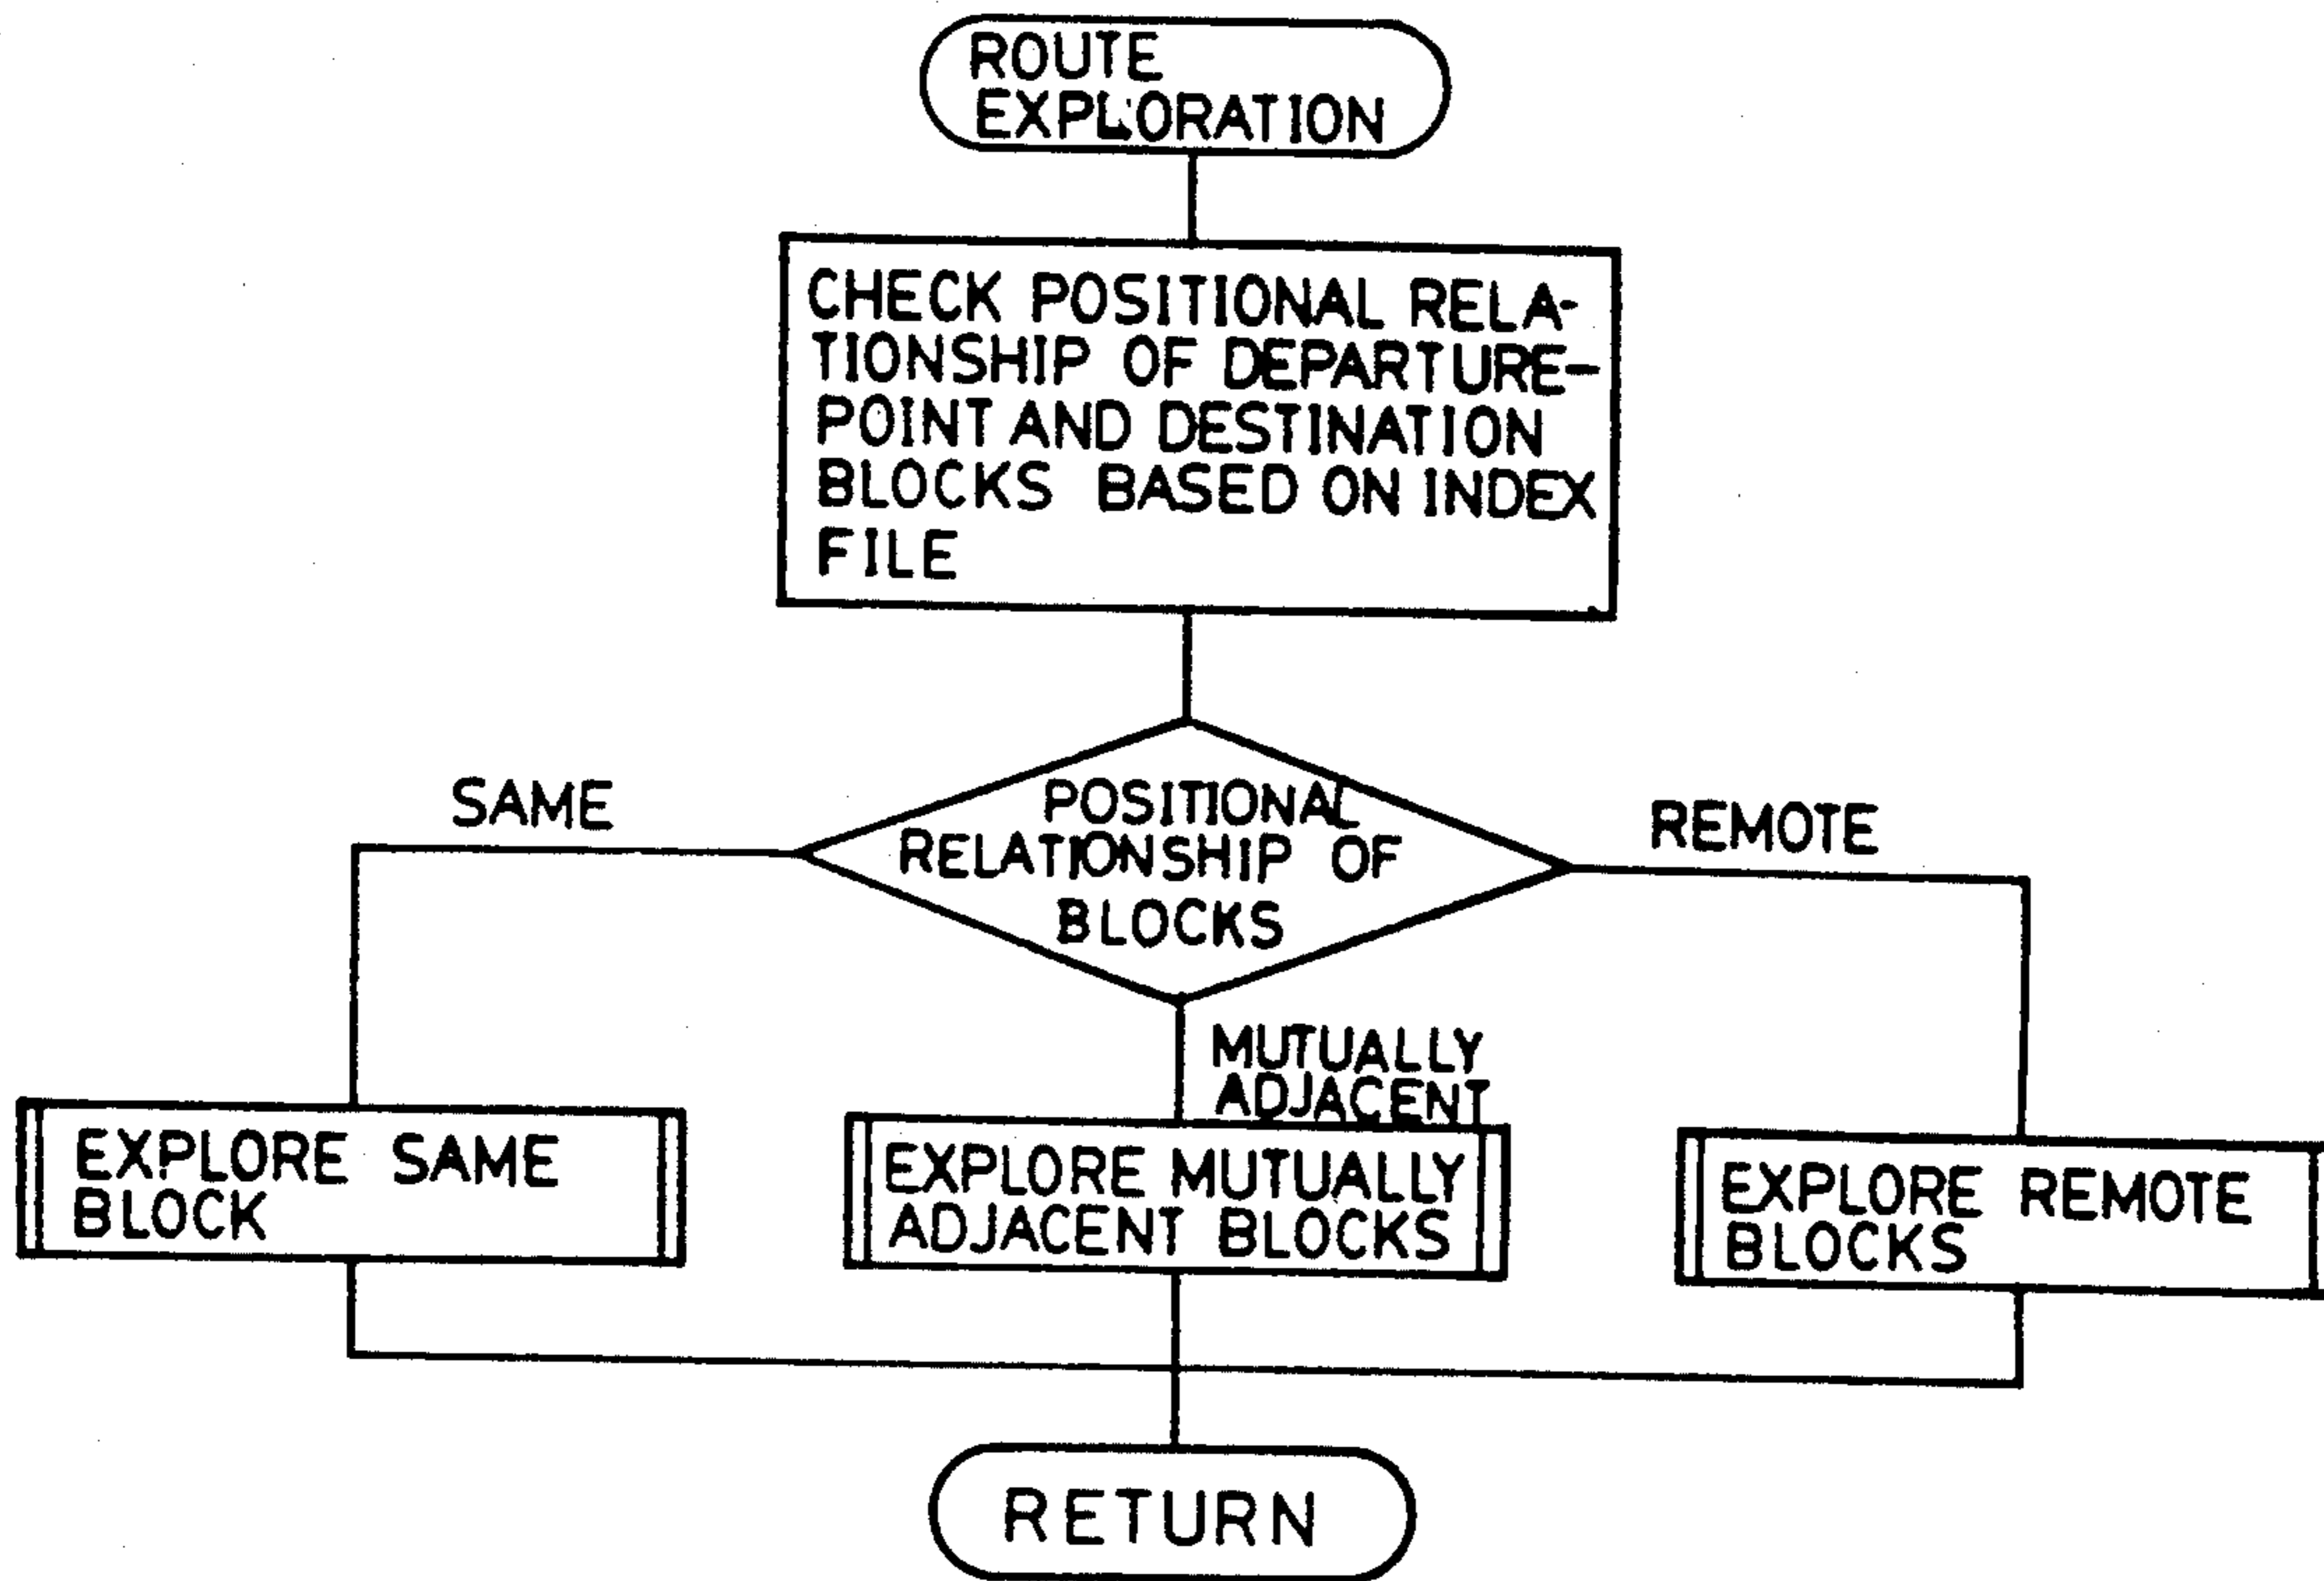 ROUTE
EXPLORATION
CHECK POSITIONAL RELA-
TIONSHIP OF DEPARTURE-
POINT AND DESTINATION
BLOCKS BASED ON INDEX
FILE
POSITIONAL
RELATIONSHIP OF
BLOCKS
SAME
REMOTE
MUTUALLY
ADJACENT
EXPLORE SAME
BLOCK
EXPLORE MUTUALLY
ADJACENT BLOCKS
EXPLORE REMOTE
BLOCKS
RETURN